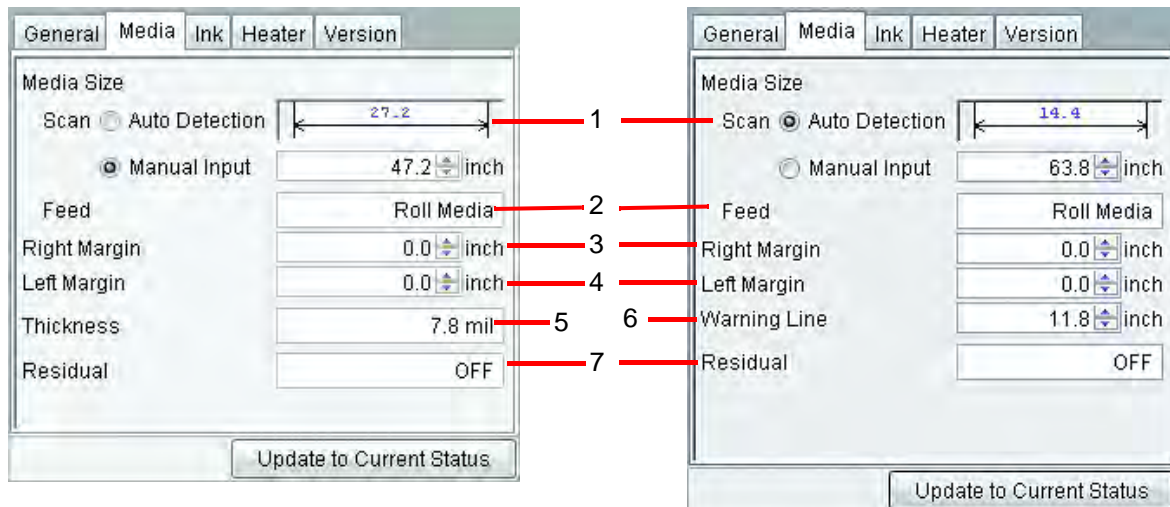 General Media Ink Heater Version
Media Size
Scan Auto Detection 27.2
Manual Input 47.2 inch
Feed Roll Media
Right Margin 0.0 inch
Left Margin 0.0 inch
Thickness 7.8 mil
Residual OFF
Update to Current Status
1
2
3
4
5
6
7
General Media Ink Heater Version
Media Size
Scan Auto Detection 14.4
Manual Input 63.8 inch
Feed Roll Media
Right Margin 0.0 inch
Left Margin 0.0 inch
Warning Line 11.8 inch
Residual OFF
Update to Current Status